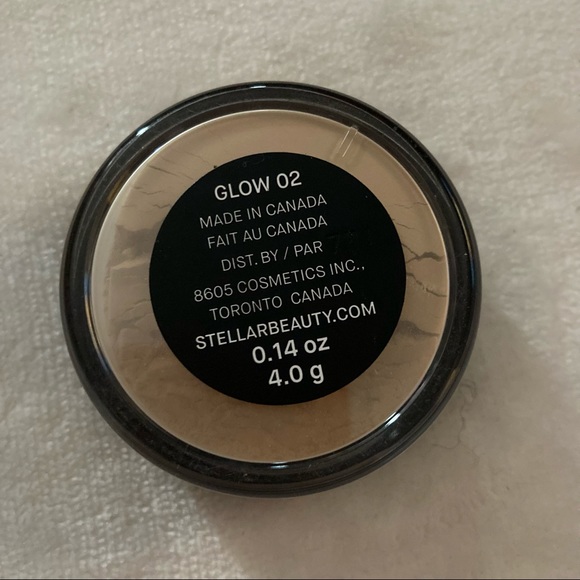 GLOW 02
MADE IN CANADA
FAIT AU CANADA
DIST. BY / PAR
8605 COSMETICS INC.,
TORONTO CANADA
STELLARBEAUTY.COM
0.14 oz
4.0 g